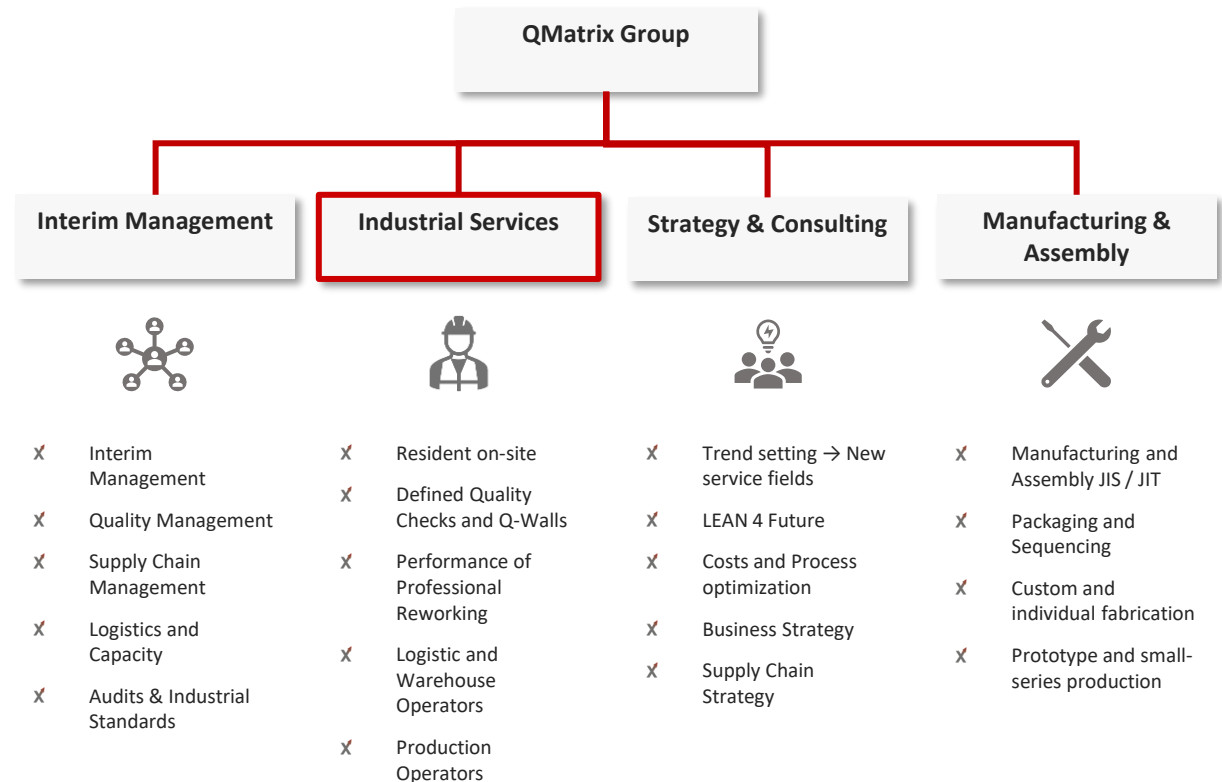 QMatrix Group
Interim Management
Industrial Services
Strategy & Consulting
Manufacturing &
Assembly
Interim
Management
Quality Management
Supply Chain
Management
Logistics and
Capacity
Audits & Industrial
Standards
Resident on-site
Defined Quality
Checks and Q-Walls
Performance of
Professional
Reworking
Logistic and
Warehouse
Operators
Production
Operators
Trend setting → New
service fields
LEAN 4 Future
Costs and Process
optimization
Business Strategy
Supply Chain
Strategy
Manufacturing and
Assembly JIS / JIT
Packaging and
Sequencing
Custom and
individual fabrication
Prototype and small-
series production